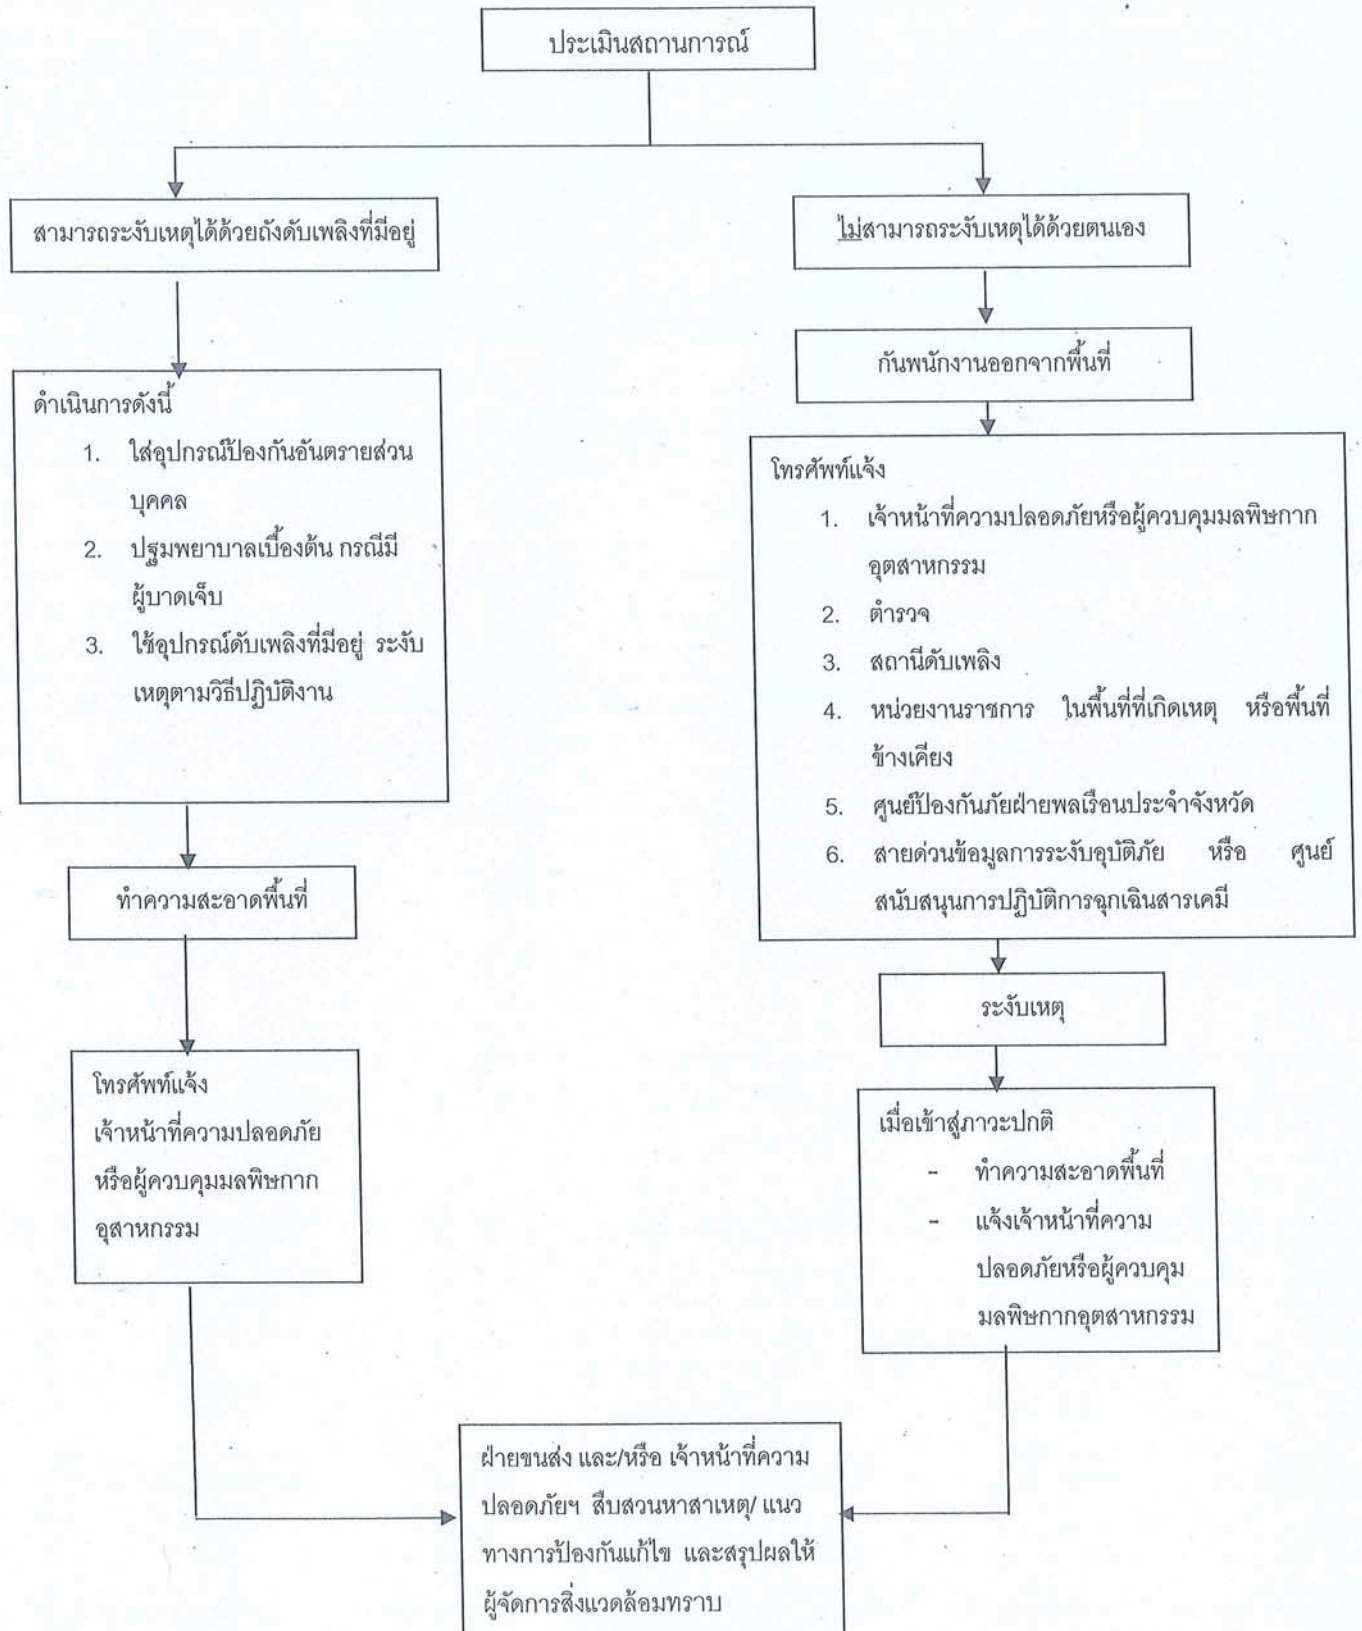 ประเมินสถานการณ์
สามารถระงับเหตุได้ด้วยถังดับเพลิงที่มีอยู่
ไม่สามารถระงับเหตุได้ด้วยตนเอง
ดำเนินการดังนี้
1. ใส่อุปกรณ์ป้องกันอันตรายส่วน
บุคคล
2. ปฐมพยาบาลเบื้องต้น กรณีมี
ผู้บาดเจ็บ
3. ใช้อุปกรณ์ดับเพลิงที่มีอยู่ ระงับ
เหตุตามวิธีปฏิบัติงาน
ทำความสะอาดพื้นที่
โทรศัพท์แจ้ง
เจ้าหน้าที่ความปลอดภัย
หรือผู้ควบคุมมลพิษกาก
อุสาหกรรม
กันพนักงานออกจากพื้นที่
โทรศัพท์แจ้ง
1. เจ้าหน้าที่ความปลอดภัยหรือผู้ควบคุมมลพิษกาก
อุตสาหกรรม
2. ตำรวจ
3. สถานีดับเพลิง
4. หน่วยงานราชการ ในพื้นที่ที่เกิดเหตุ หรือพื้นที่
ข้างเคียง
5. ศูนย์ป้องกันภัยฝ่ายพลเรือนประจำจังหวัด
6. สายด่วนข้อมูลการระงับอุบัติภัย หรือ ศูนย์
สนับสนุนการปฏิบัติการฉุกเฉินสารเคมี
ระงับเหตุ
เมื่อเข้าสู่ภาวะปกติ
- ทำความสะอาดพื้นที่
- แจ้งเจ้าหน้าที่ความ
ปลอดภัยหรือผู้ควบคุม
มลพิษกากอุตสาหกรรม
ฝ่ายขนส่ง และ/หรือ เจ้าหน้าที่ความ
ปลอดภัยฯ สืบสวนหาสาเหตุ/ แนว
ทางการป้องกันแก้ไข และสรุปผลให้
ผู้จัดการสิ่งแวดล้อมทราบ